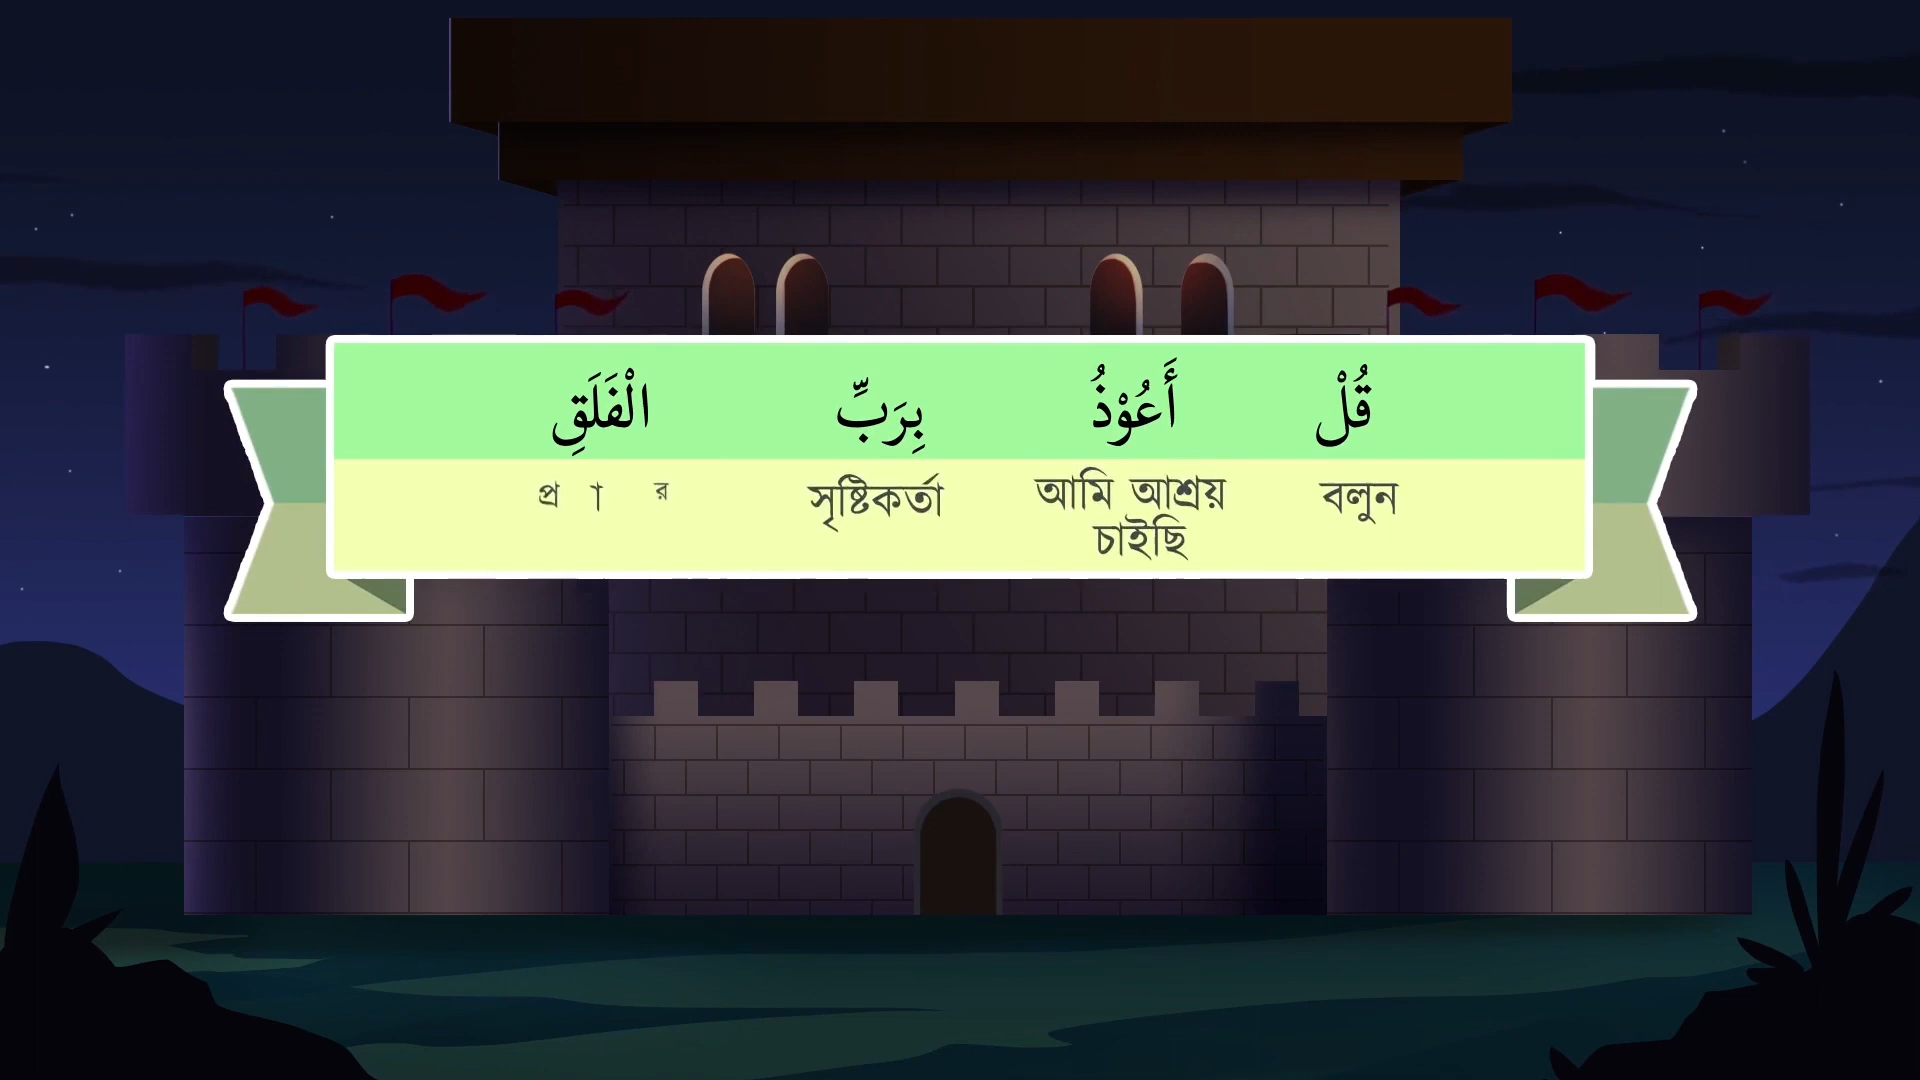 قُلْ أَعُوْذُ بِرَبِّ الْفَلَقِ
বলুন আমি আশ্রয় চাইছি সৃষ্টিকর্তা